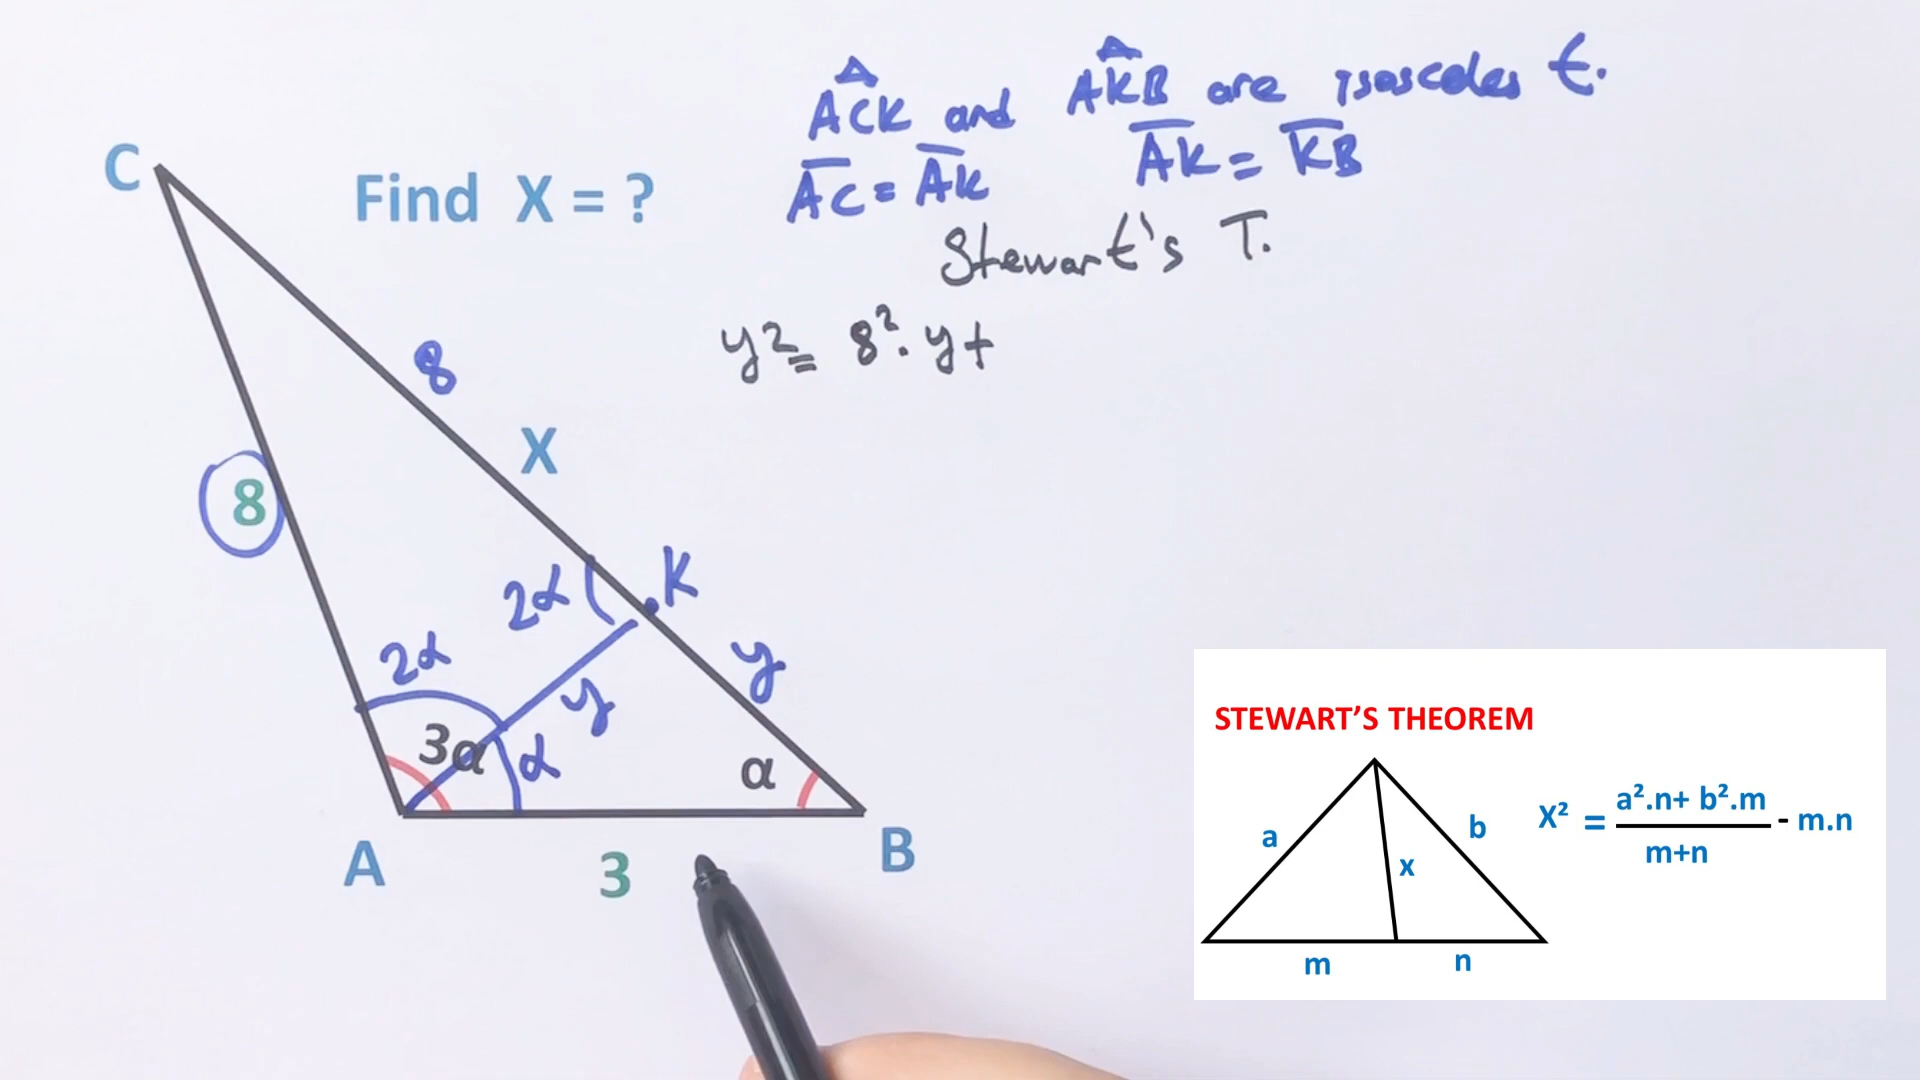 ACK and AKB are isosceles t.
AC = AK
AK = KB
Stewart's T.
C
Find X = ?
y2 = 8². y+
8
X
8
2α
K
2α
y
y
3α
α
α
A
B
3
STEWART'S THEOREM
a
b
x
m
n
X² = a².n+ b².m
m+n
- m.n